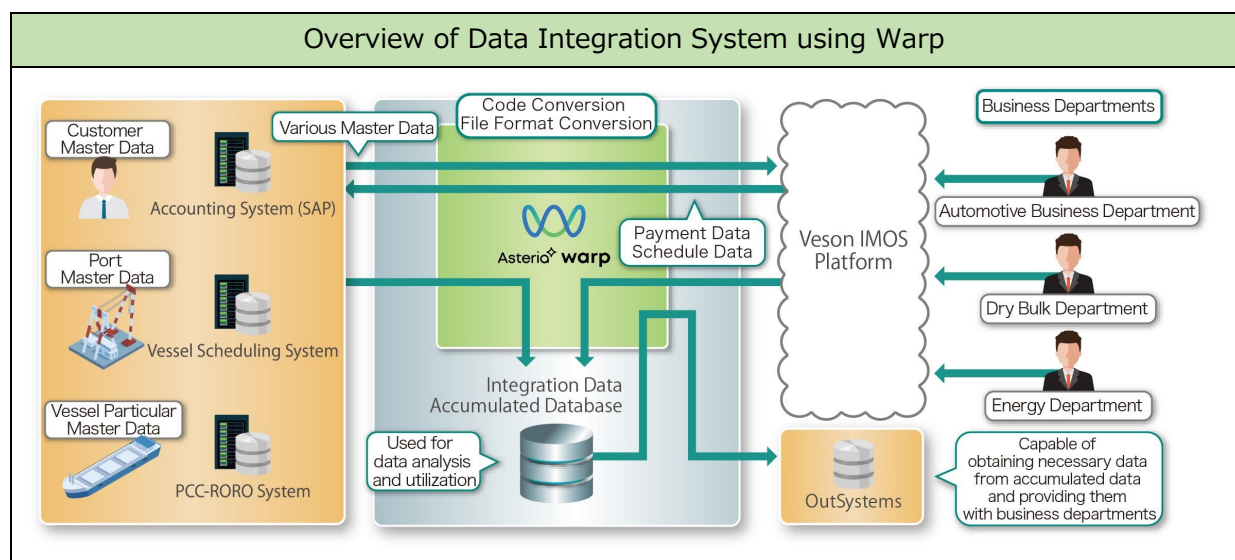 Overview of Data Integration System using Warp
Customer
Master Data
Accounting System (SAP)
Port
Master Data
Vessel Scheduling System
Vessel Particular
Master Data
PCC-RORO System
Various Master Data
Code Conversion
File Format Conversion
Asteria warp
Payment Data
Schedule Data
Integration Data
Accumulated Database
Used for
data analysis
and utilization
Veson IMOS
Platform
OutSystems
Business Departments
Automotive Business Department
Dry Bulk Department
Energy Department
Capable of
obtaining necessary data
from accumulated data
and providing them
with business departments